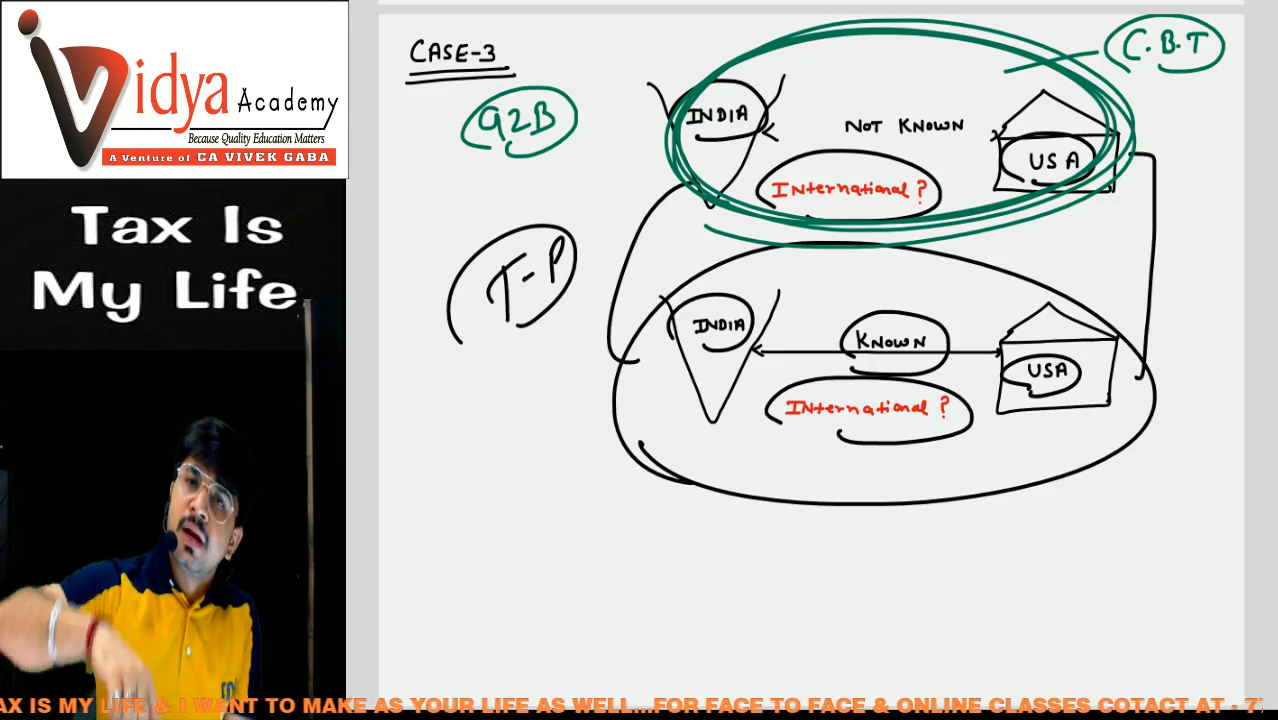 Vidya Academy
Because Quality Education Matters
A Venture of CA VIVEK GABA
Tax Is
My Life
CASE-3
92B
C.B.T
INDIA
NOT KNOWN
USA
INternational?
T-P
INDIA
KNOWN
USA
INternational?
AX IS MY LIFE & I WANT TO MAKE AS YOUR LIFE AS WELL....FOR FACE TO FACE & ONLINE CLASSES COTACT AT - 7